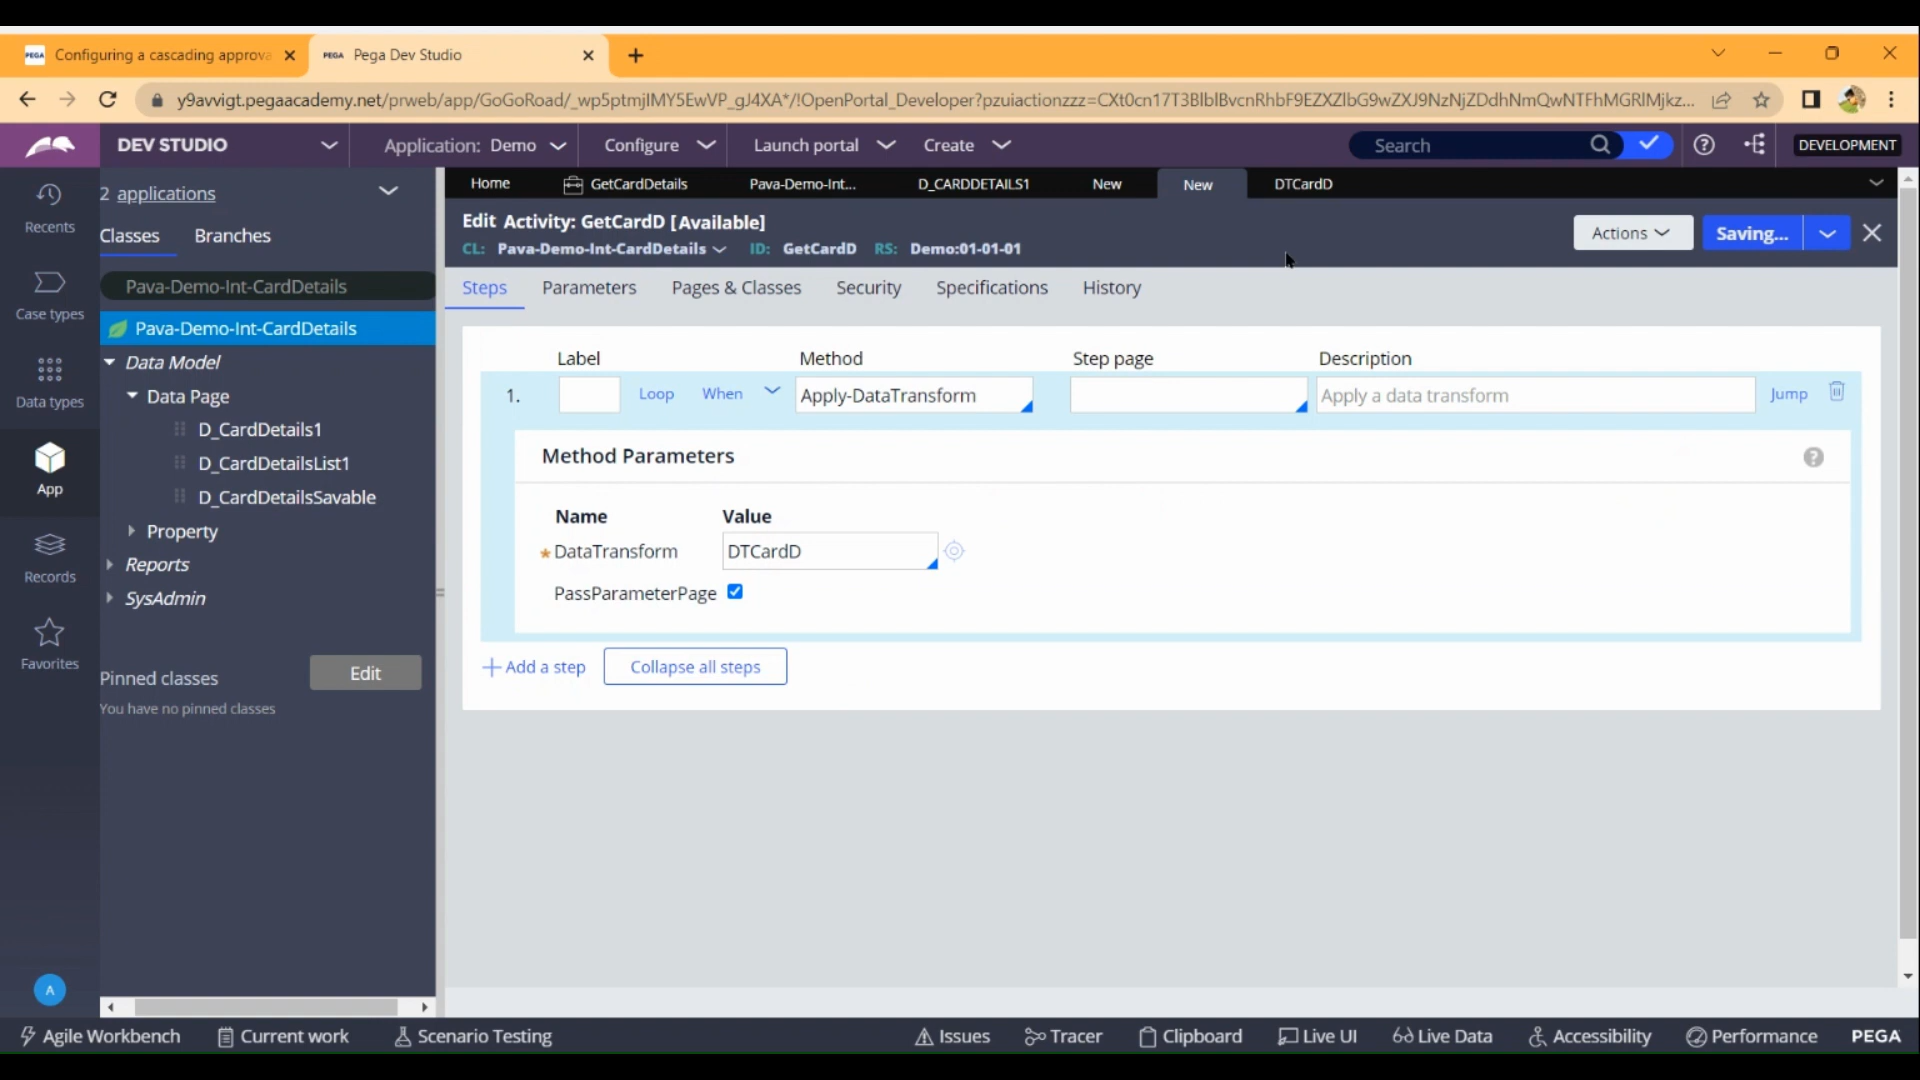 PEGA Configuring a cascading approva
PEGA Pega Dev Studio
y9avvigt.pegaacademy.net/prweb/app/GoGoRoad/_wp5ptmjIMY5EwVP_gJ4XA*/!OpenPortal_Developer?pzuiactionzzz=CXt0cn17T3BlblBvcnRhbF9EZXZlbG9wZXJ9NzNjZDdhNmQwNTFhMGRlMjkz...
DEV STUDIO
Application: Demo
Configure
Launch portal
Create
Search
DEVELOPMENT
Recents
Case types
Data types
App
Records
Favorites
A
2 applications
Classes
Branches
Pava-Demo-Int-CardDetails
Pava-Demo-Int-CardDetails
Data Model
Data Page
D_CardDetails1
D_CardDetailsList1
D_CardDetailsSavable
Property
Reports
SysAdmin
Pinned classes
Edit
You have no pinned classes
Home
GetCardDetails
Pava-Demo-Int...
D_CARDDETAILS1
New
New
DTCardD
Edit Activity: GetCardD [Available]
CL: Pava-Demo-Int-CardDetails ID: GetCardD RS: Demo:01-01-01
Actions
Saving...
Steps
Parameters
Pages & Classes
Security
Specifications
History
Label
Method
Step page
Description
1.
Loop
When
Apply-DataTransform
Apply a data transform
Jump
Method Parameters
?
Name
Value
* DataTransform
DTCardD
PassParameterPage
+ Add a step
Collapse all steps
Agile Workbench
Current work
Scenario Testing
Issues
Tracer
Clipboard
Live UI
Live Data
Accessibility
Performance
PEGA